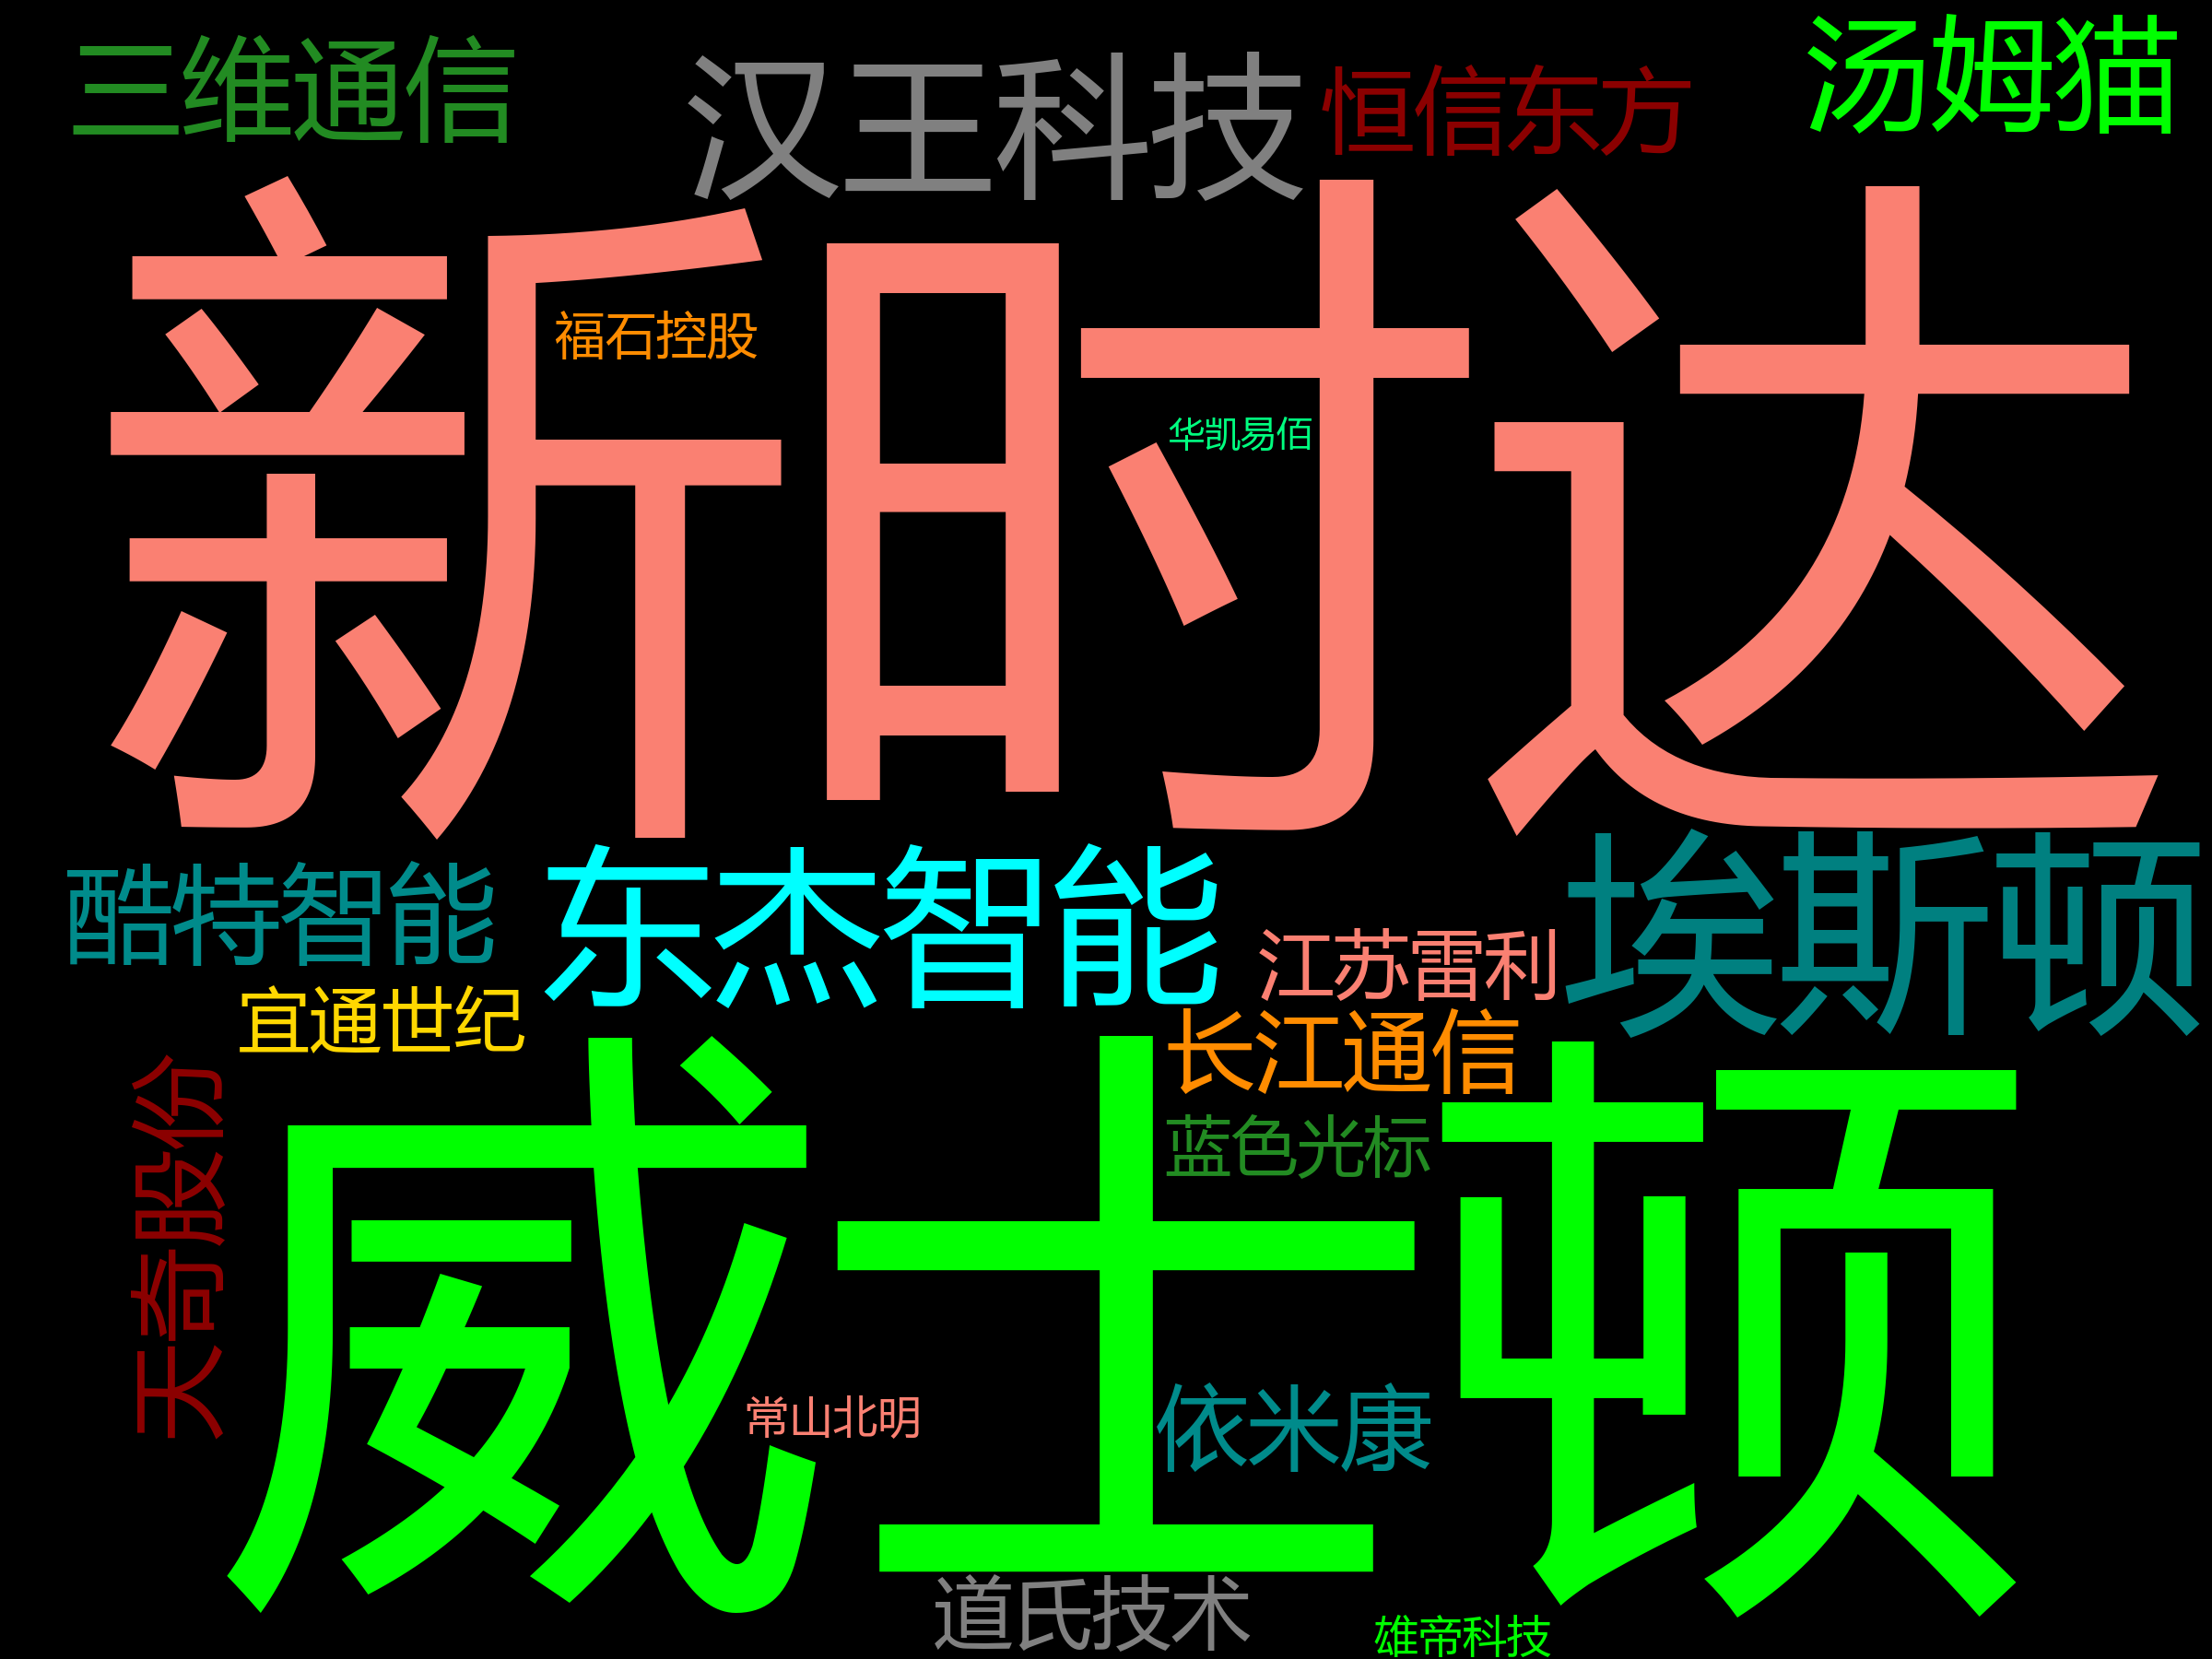 三维通信
汉王科技
恒信东方
汤姆猫
新时达
福石控股
华凯易佰
酷特智能
东杰智能
埃斯顿
江苏雷利
宜通世纪
长江通信
天奇股份
蓝色光标
威士顿
常山北明
依米康
道氏技术
雄帝科技